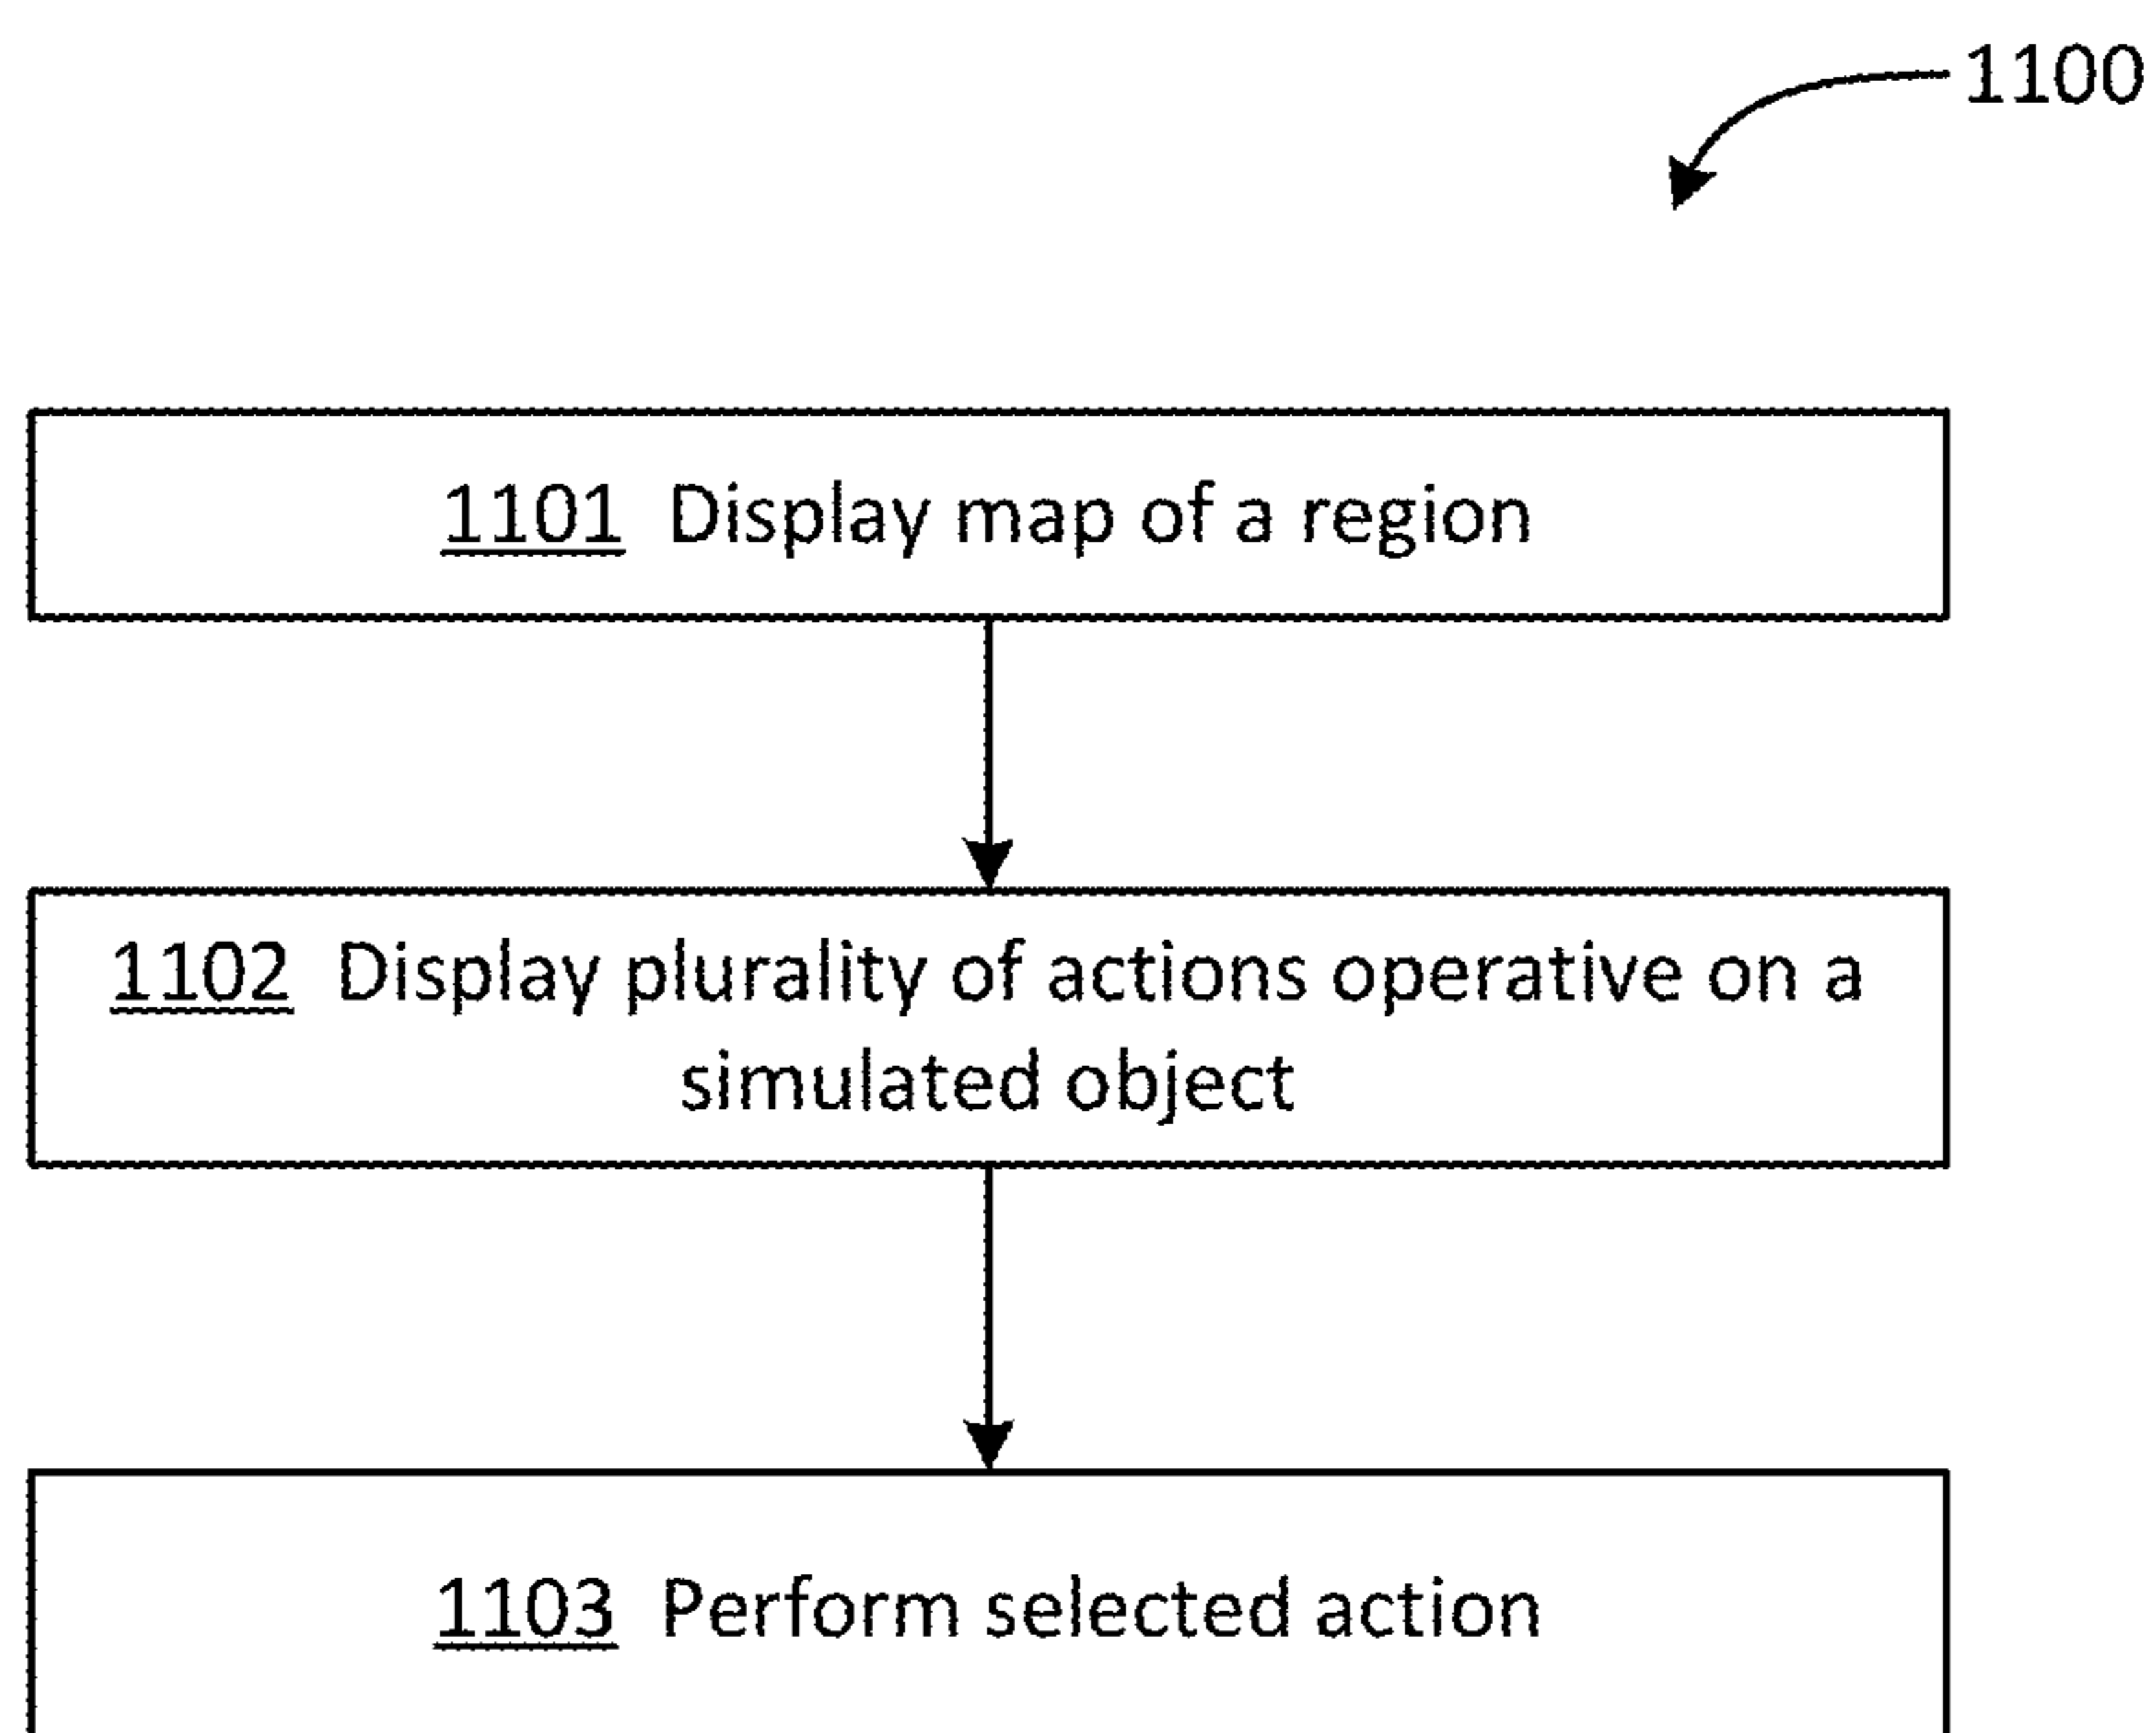 1100
1101 Display map of a region
1102 Display plurality of actions operative on a
simulated object
1103 Perform selected action